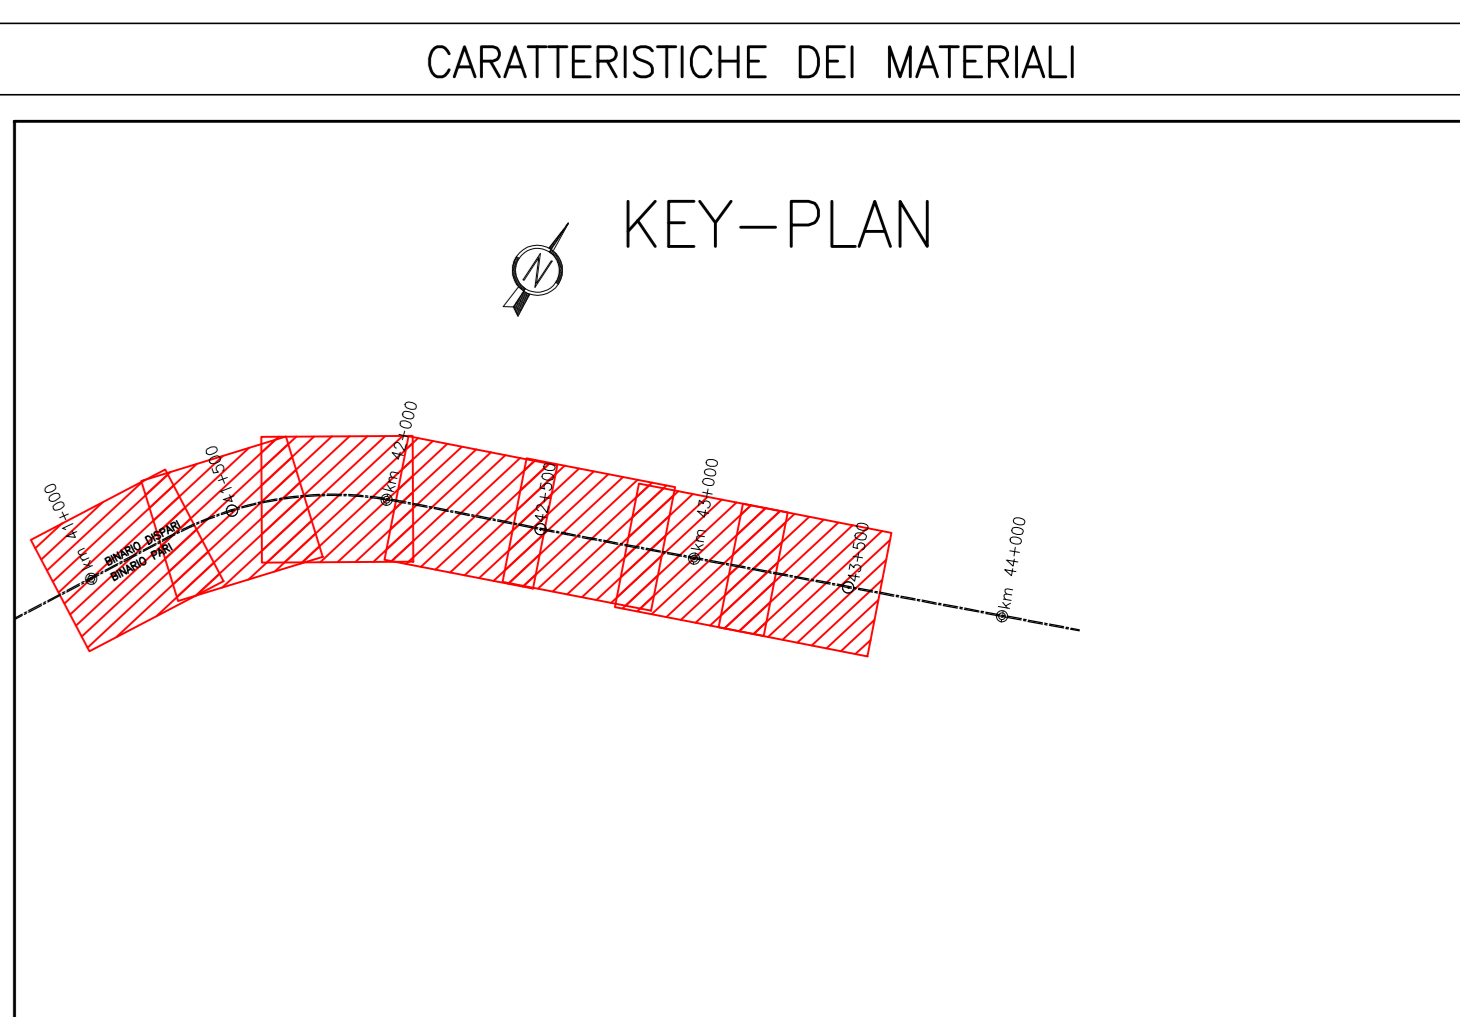 CARATTERISTICHE DEI MATERIALI
KEY-PLAN
N
km 41+000
BINARIO DISPARI
BINARIO PARI
41+500
km 42+000
42+500
km 43+000
43+500
km 44+000